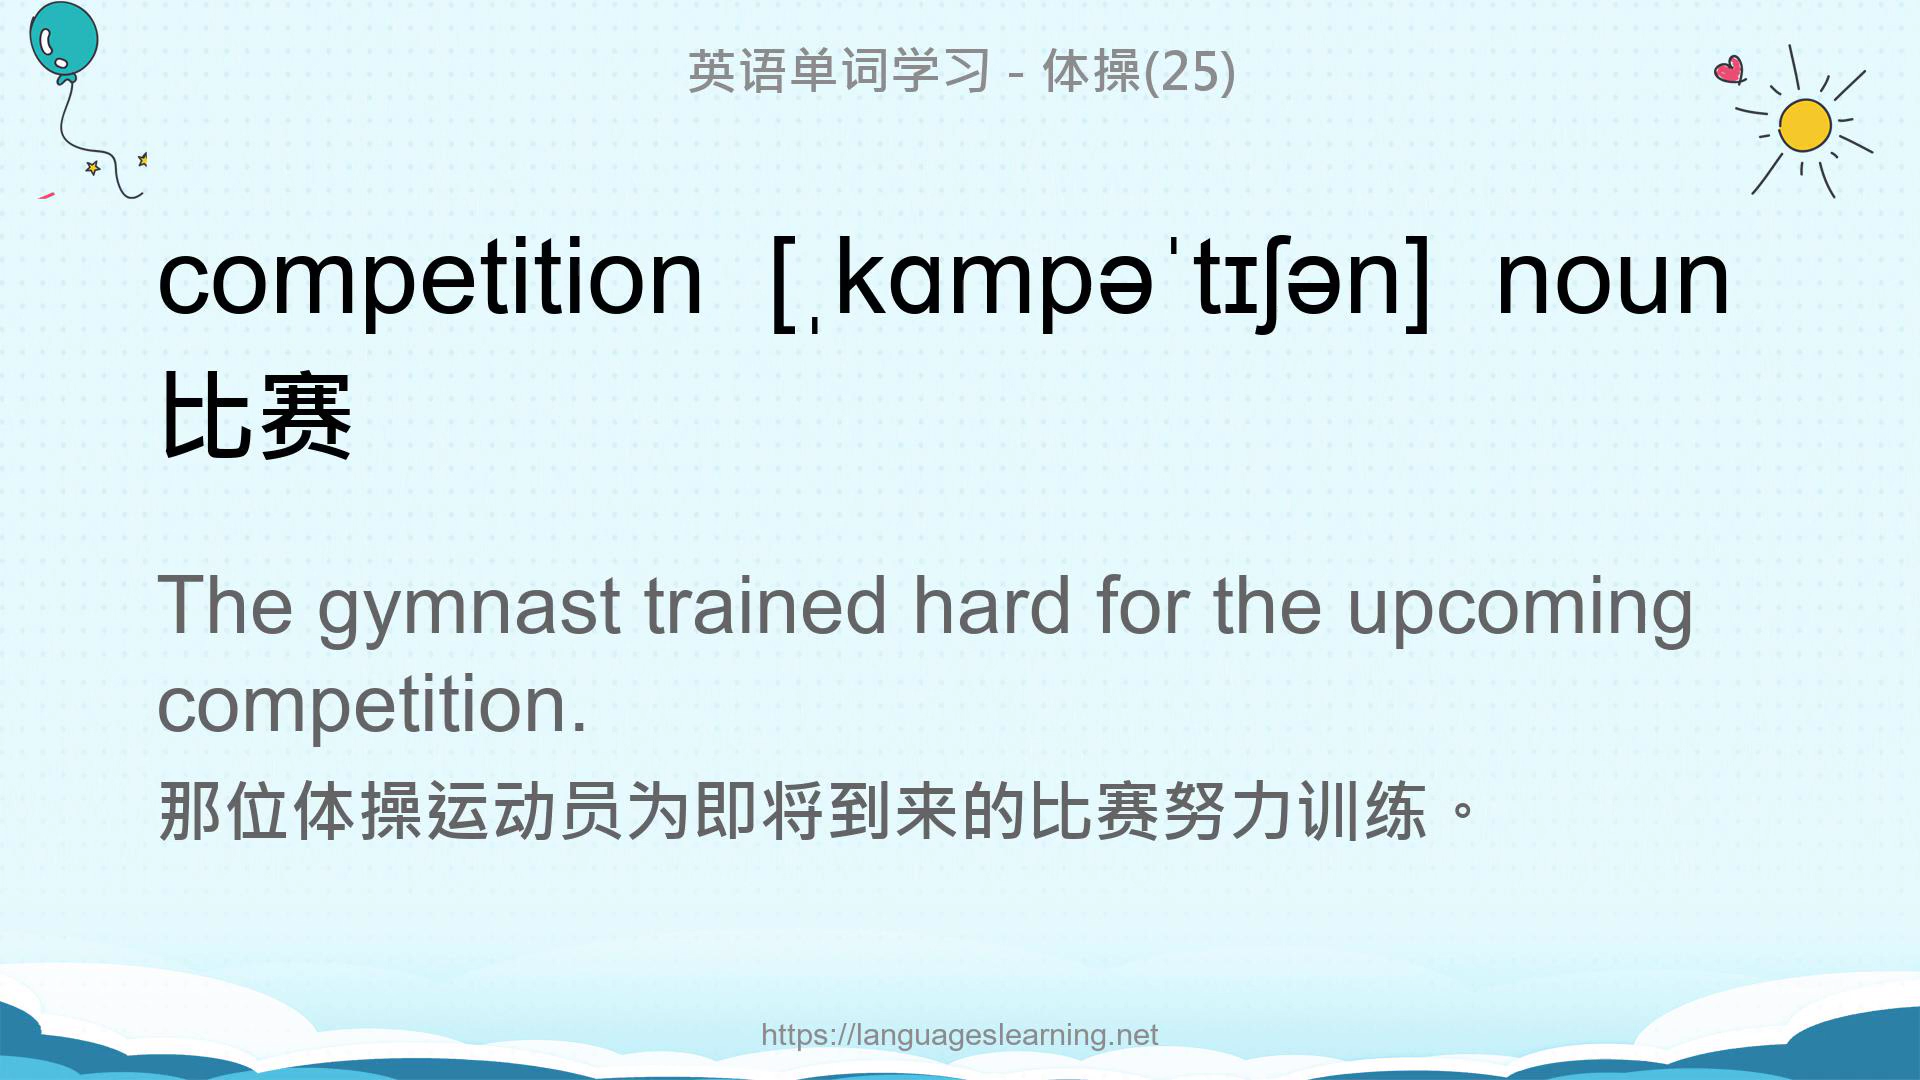 英语单词学习 - 体操(25)
competition [ˌkɑmpəˈtɪʃən] noun
比赛
The gymnast trained hard for the upcoming
competition.
那位体操运动员为即将到来的比赛努力训练。
https://languageslearning.net